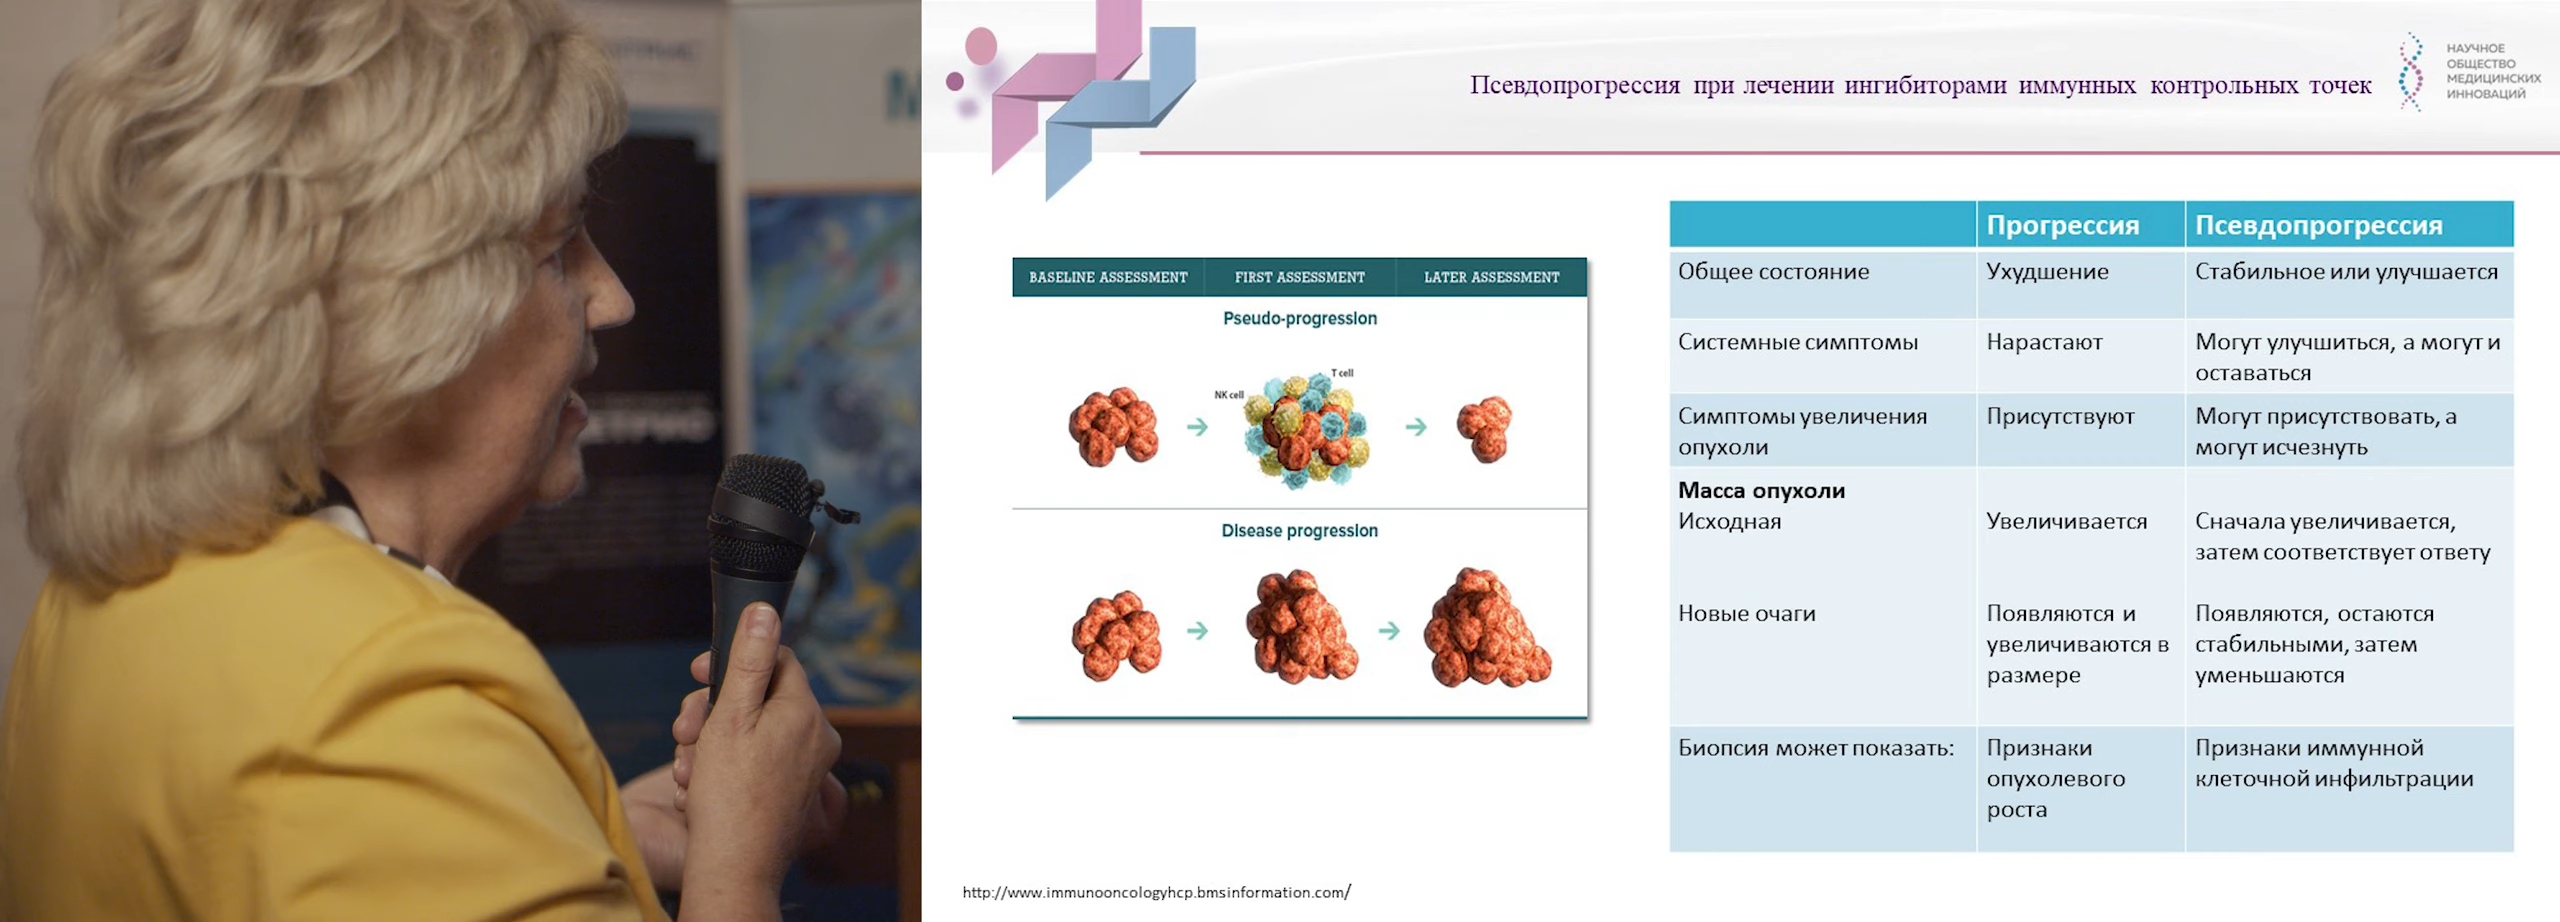 Псевдопрогрессия при лечении ингибиторами иммунных контрольных точек
НАУЧНОЕ
ОБЩЕСТВО
МЕДИЦИНСКИХ
ИННОВАЦИЙ
BASELINE ASSESSMENT FIRST ASSESSMENT LATER ASSESSMENT
Pseudo-progression
T cell
NK cell
Disease progression
Прогрессия Псевдопрогрессия
Общее состояние Ухудшение Стабильное или улучшается
Системные симптомы Нарастают Могут улучшиться, а могут и
оставаться
Симптомы увеличения Присутствуют Могут присутствовать, а
опухоли могут исчезнуть
Масса опухоли
Исходная Увеличивается Сначала увеличивается,
затем соответствует ответу
Новые очаги Появляются и Появляются, остаются
увеличиваются в стабильными, затем
размере уменьшаются
Биопсия может показать: Признаки Признаки иммунной
опухолевого клеточной инфильтрации
роста
http://www.immunooncologyhcp.bmsinformation.com/